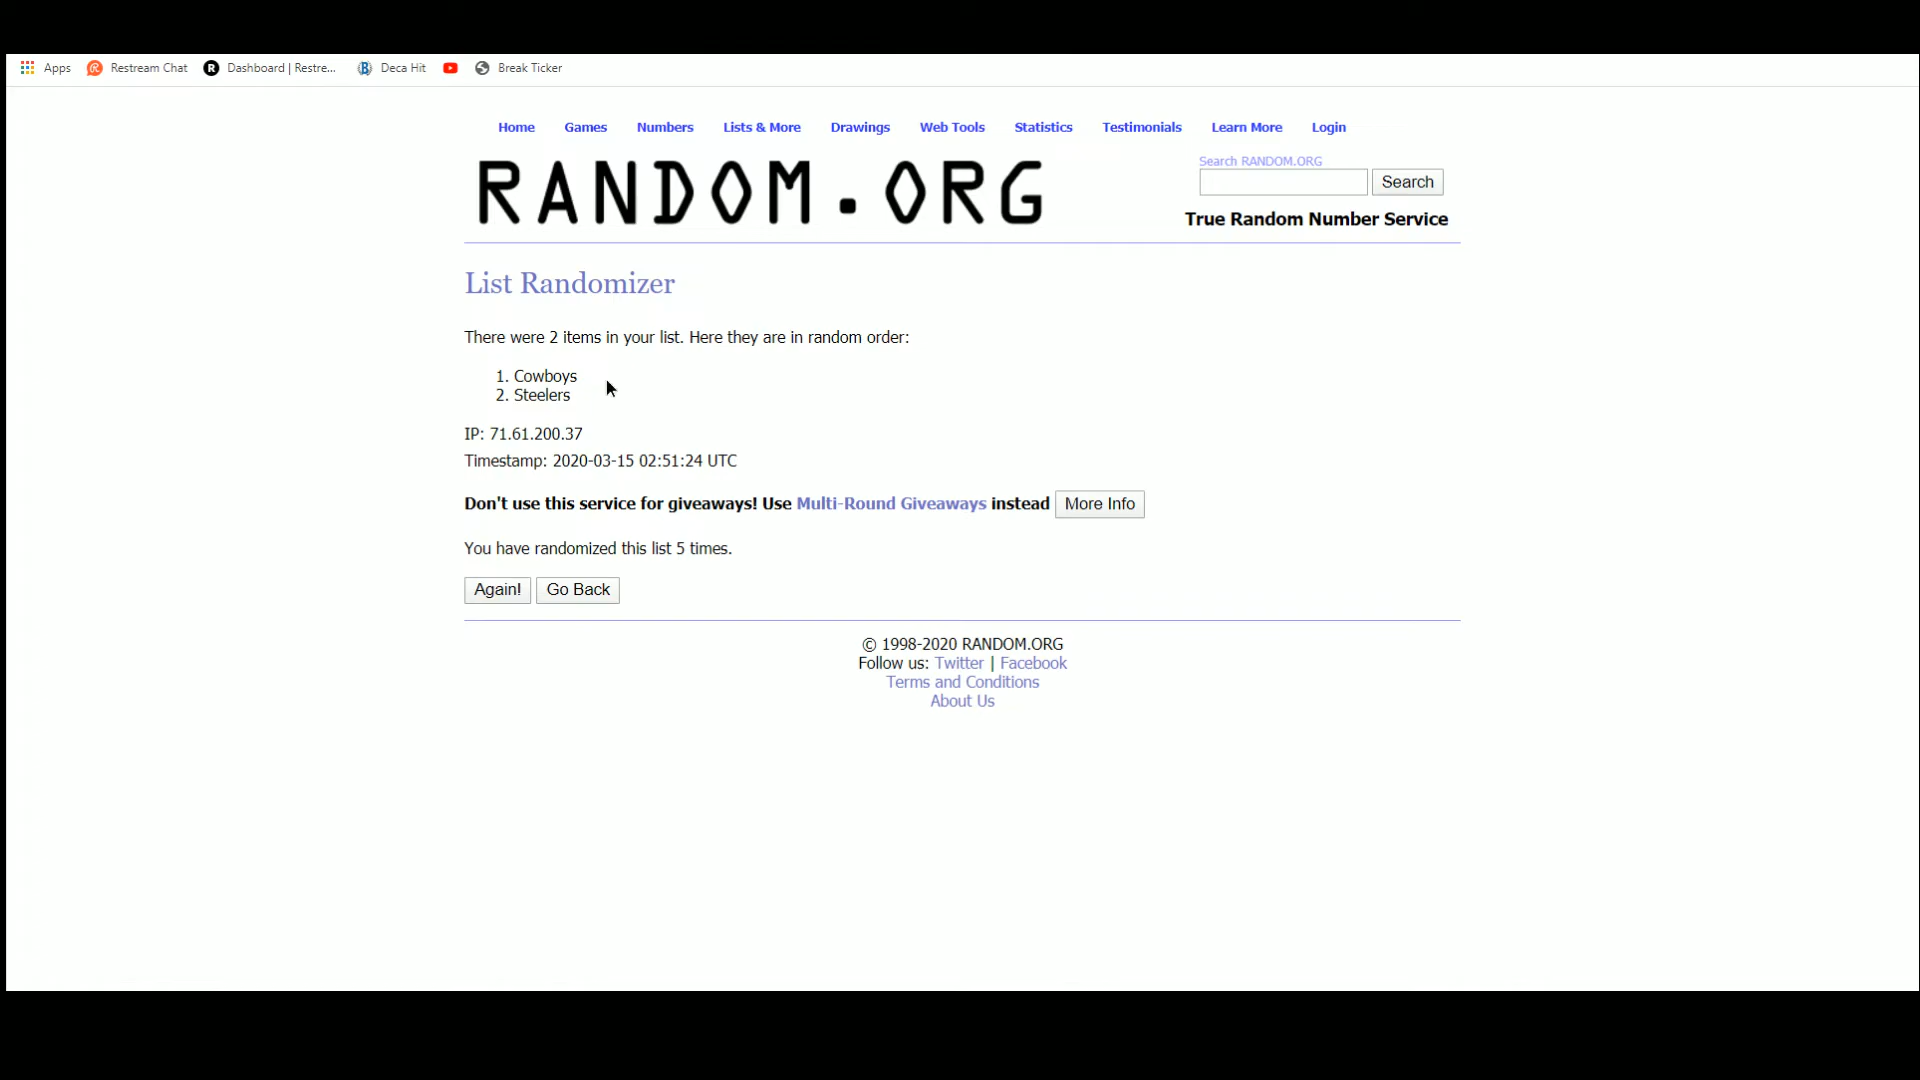 Apps Restream Chat Dashboard | Restre... Deca Hit Break Ticker
Home Games Numbers Lists & More Drawings Web Tools Statistics Testimonials Learn More Login
RANDOM.ORG
Search RANDOM.ORG
Search
True Random Number Service
List Randomizer
There were 2 items in your list. Here they are in random order:
1. Cowboys
2. Steelers
IP: 71.61.200.37
Timestamp: 2020-03-15 02:51:24 UTC
Don't use this service for giveaways! Use Multi-Round Giveaways instead More Info
You have randomized this list 5 times.
Again! Go Back
© 1998-2020 RANDOM.ORG
Follow us: Twitter | Facebook
Terms and Conditions
About Us